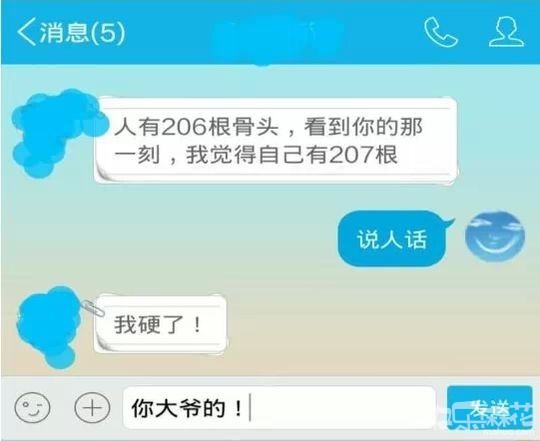 消息(5)
人有206根骨头，看到你的那
一刻，我觉得自己有207根
说人话
我硬了！
你大爷的！
发送